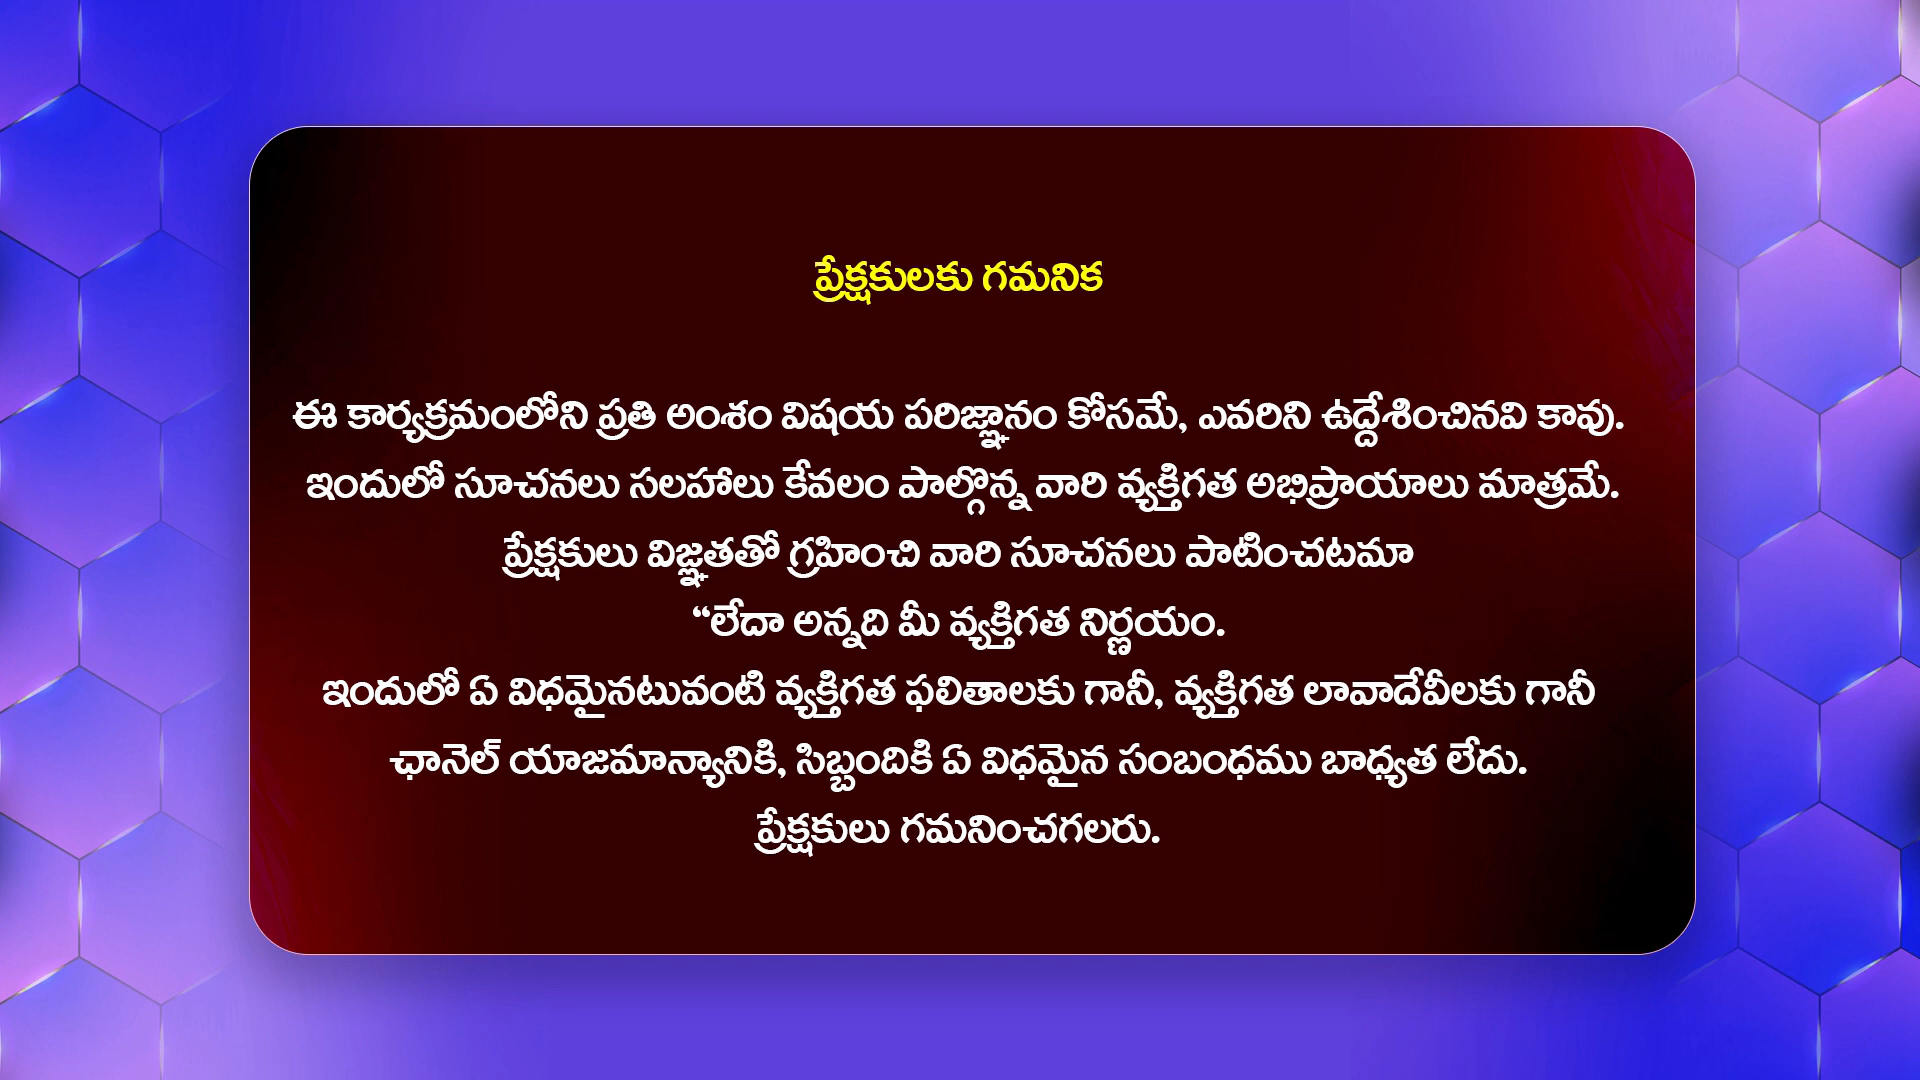 ప్రేక్షకులకు గమనిక
ఈ కార్యక్రమంలోని ప్రతి అంశం విషయ పరిజ్ఞానం కోసమే, ఎవరిని ఉద్దేశించినవి కావు.
ఇందులో సూచనలు సలహాలు కేవలం పాల్గొన్న వారి వ్యక్తిగత అభిప్రాయాలు మాత్రమే.
ప్రేక్షకులు విజ్ఞతతో గ్రహించి వారి సూచనలు పాటించటమా
“లేదా అన్నది మీ వ్యక్తిగత నిర్ణయం.
ఇందులో ఏ విధమైనటువంటి వ్యక్తిగత ఫలితాలకు గానీ, వ్యక్తిగత లావాదేవీలకు గానీ
ఛానెల్ యాజమాన్యానికి, సిబ్బందికి ఏ విధమైన సంబంధము బాధ్యత లేదు.
ప్రేక్షకులు గమనించగలరు.